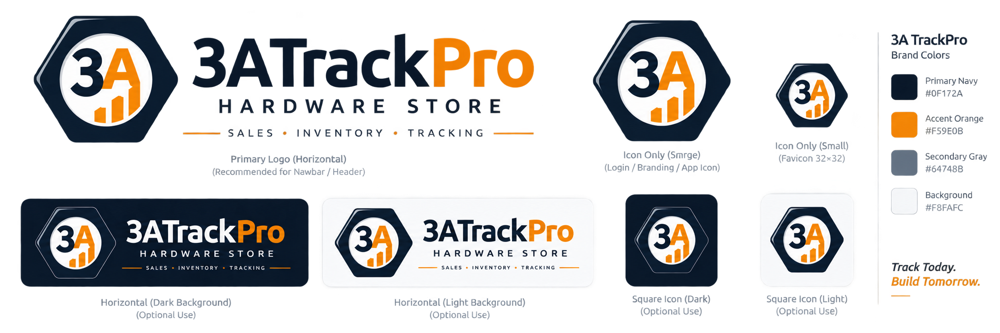 3A
3ATrackPro
HARDWARE STORE
SALES • INVENTORY • TRACKING
Primary Logo (Horizontal)
(Recommended for Nawbar / Header)
3A
Icon Only (Smrge)
(Login / Branding / App Icon)
3A
Icon Only (Small)
(Favicon 32×32)
3A
3ATrackPro
HARDWARE STORE
SALES • INVENTORY • TRACKING
Horizontal (Dark Background)
(Optional Use)
3A
3ATrackPro
HARDWARE STORE
SALES • INVENTORY • TRACKING
Horizontal (Light Background)
(Optional Use)
3A
Square Icon (Dark)
(Optional Use)
3A
Square Icon (Light)
(Optional Use)
3A TrackPro
Brand Colors
Primary Navy
#0F172A
Accent Orange
#F59E0B
Secondary Gray
#64748B
Background
#F8FAFC
Track Today.
Build Tomorrow.